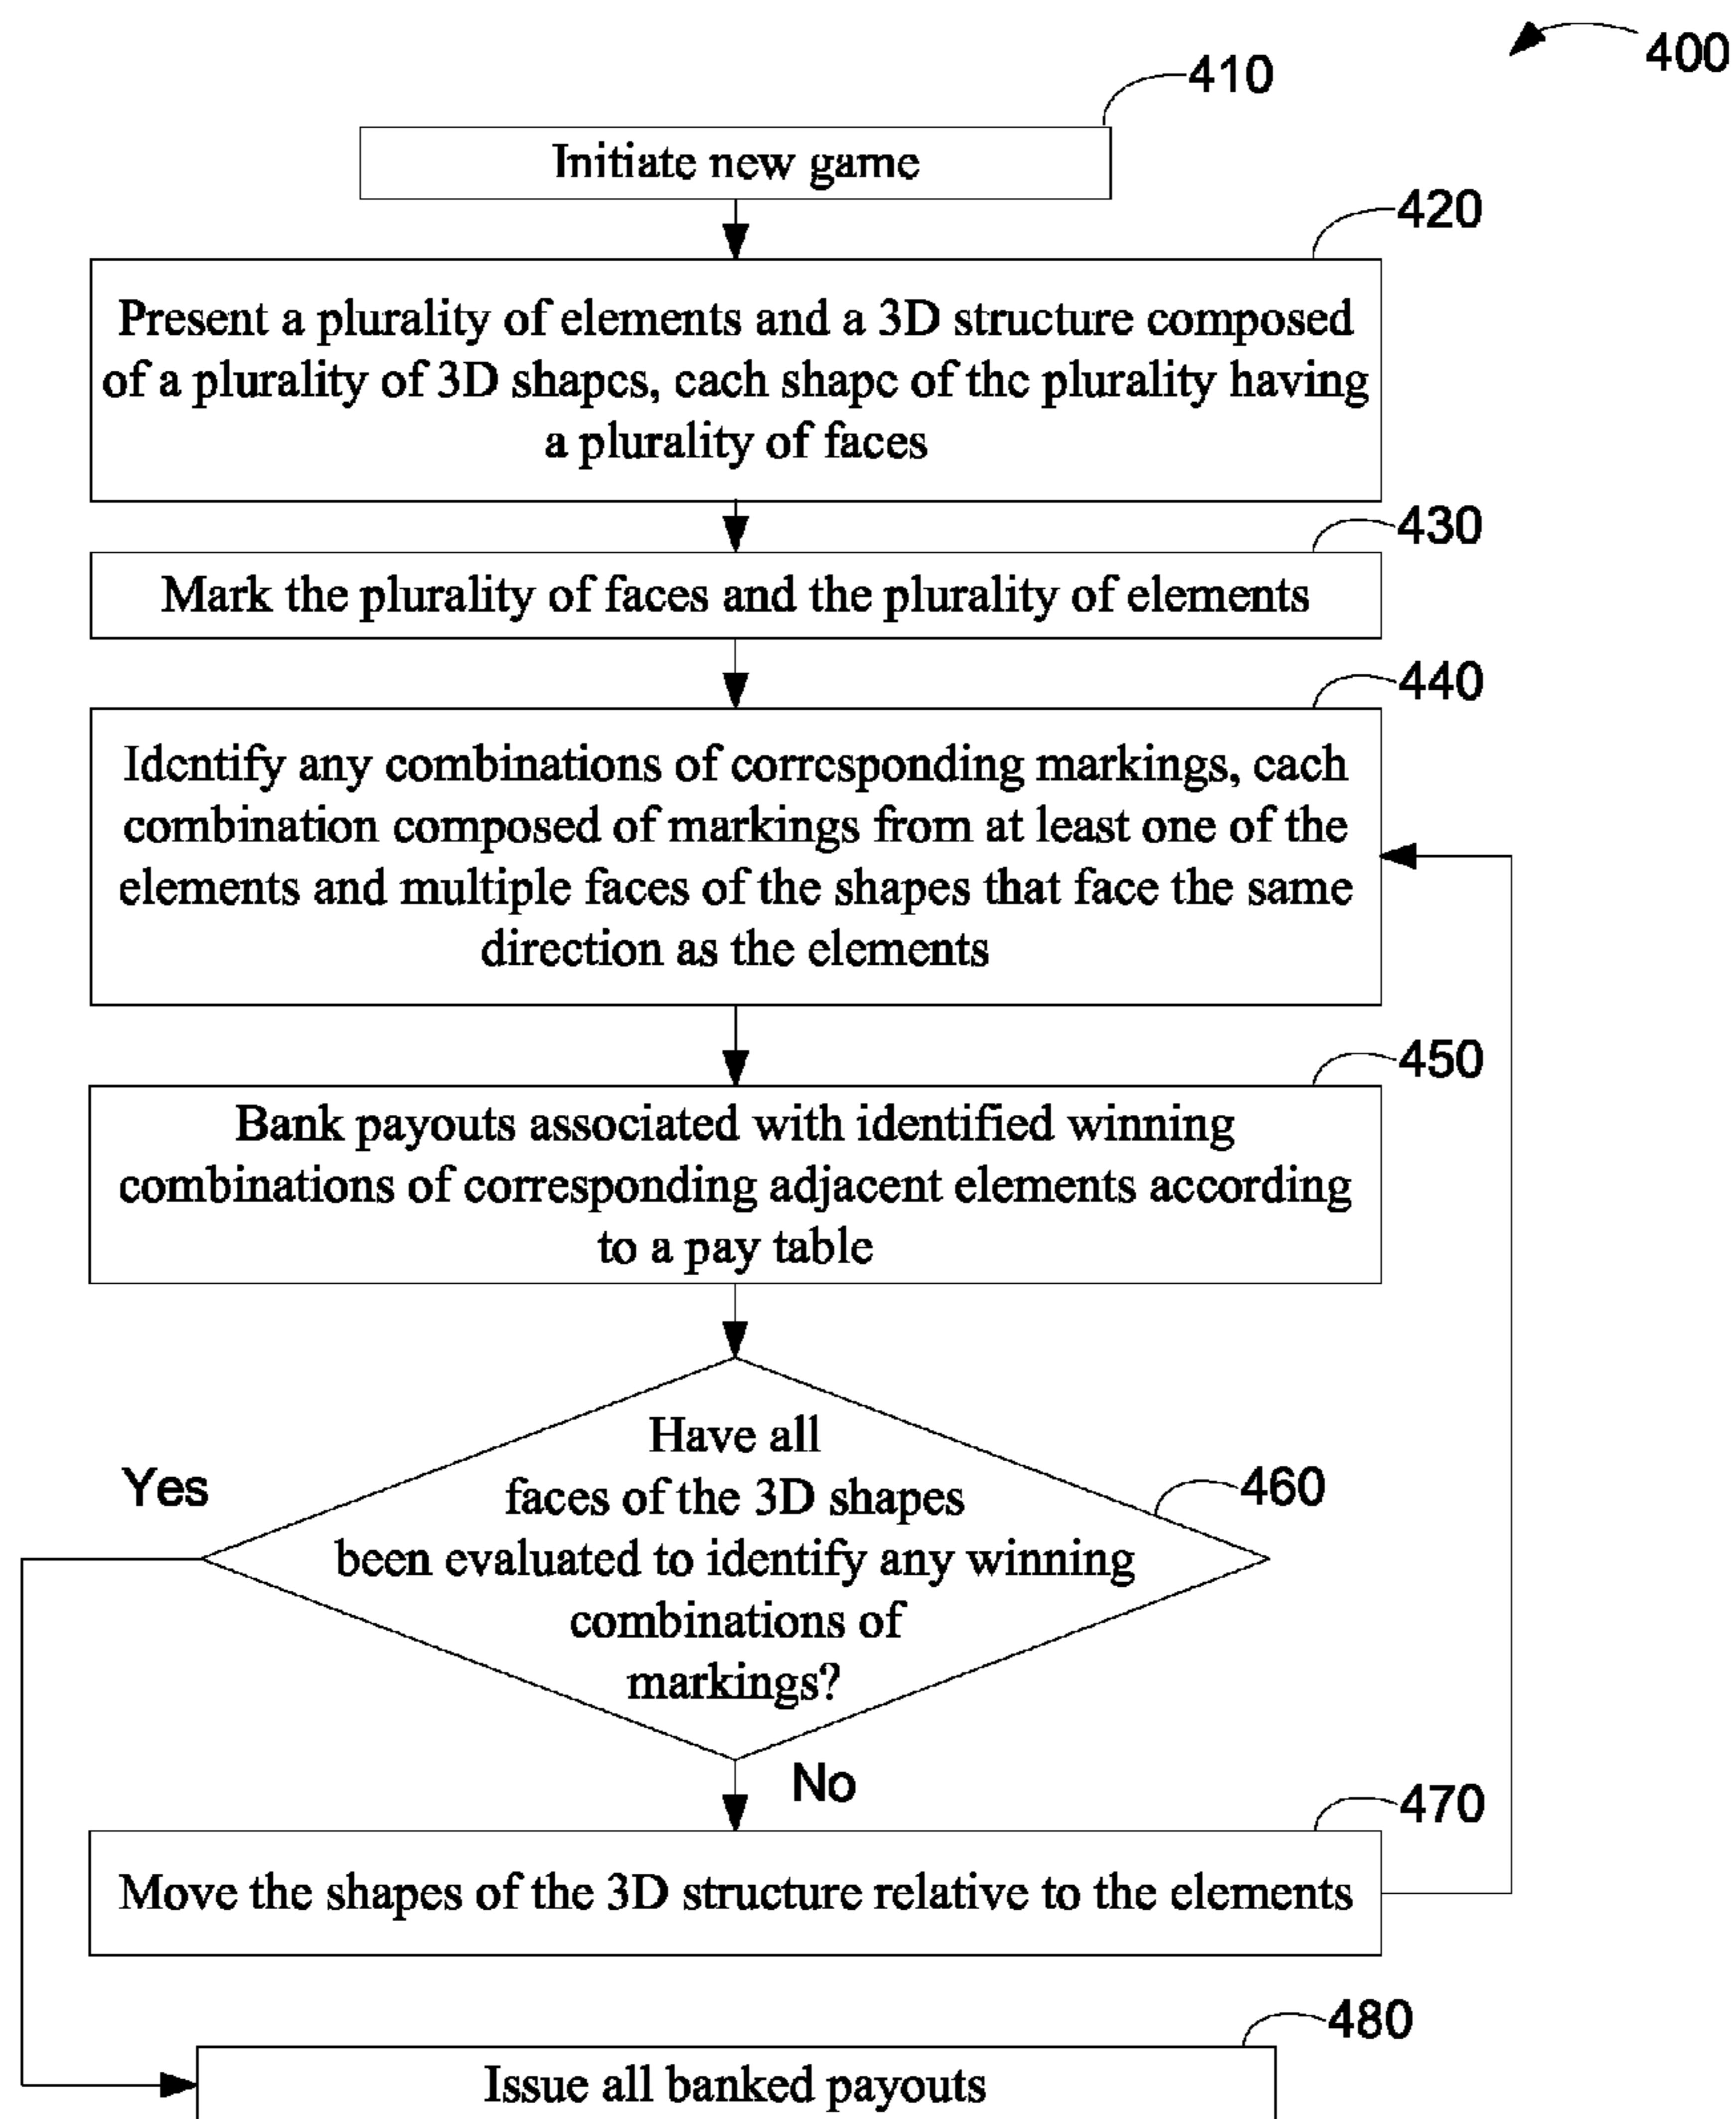 400
410
Initiate new game
420
Present a plurality of elements and a 3D structure composed
of a plurality of 3D shapes, each shape of the plurality having
a plurality of faces
430
Mark the plurality of faces and the plurality of elements
440
Identify any combinations of corresponding markings, each
combination composed of markings from at least one of the
elements and multiple faces of the shapes that face the same
direction as the elements
450
Bank payouts associated with identified winning
combinations of corresponding adjacent elements according
to a pay table
460
Have all
faces of the 3D shapes
been evaluated to identify any winning
combinations of
markings?
Yes
No
470
Move the shapes of the 3D structure relative to the elements
480
Issue all banked payouts